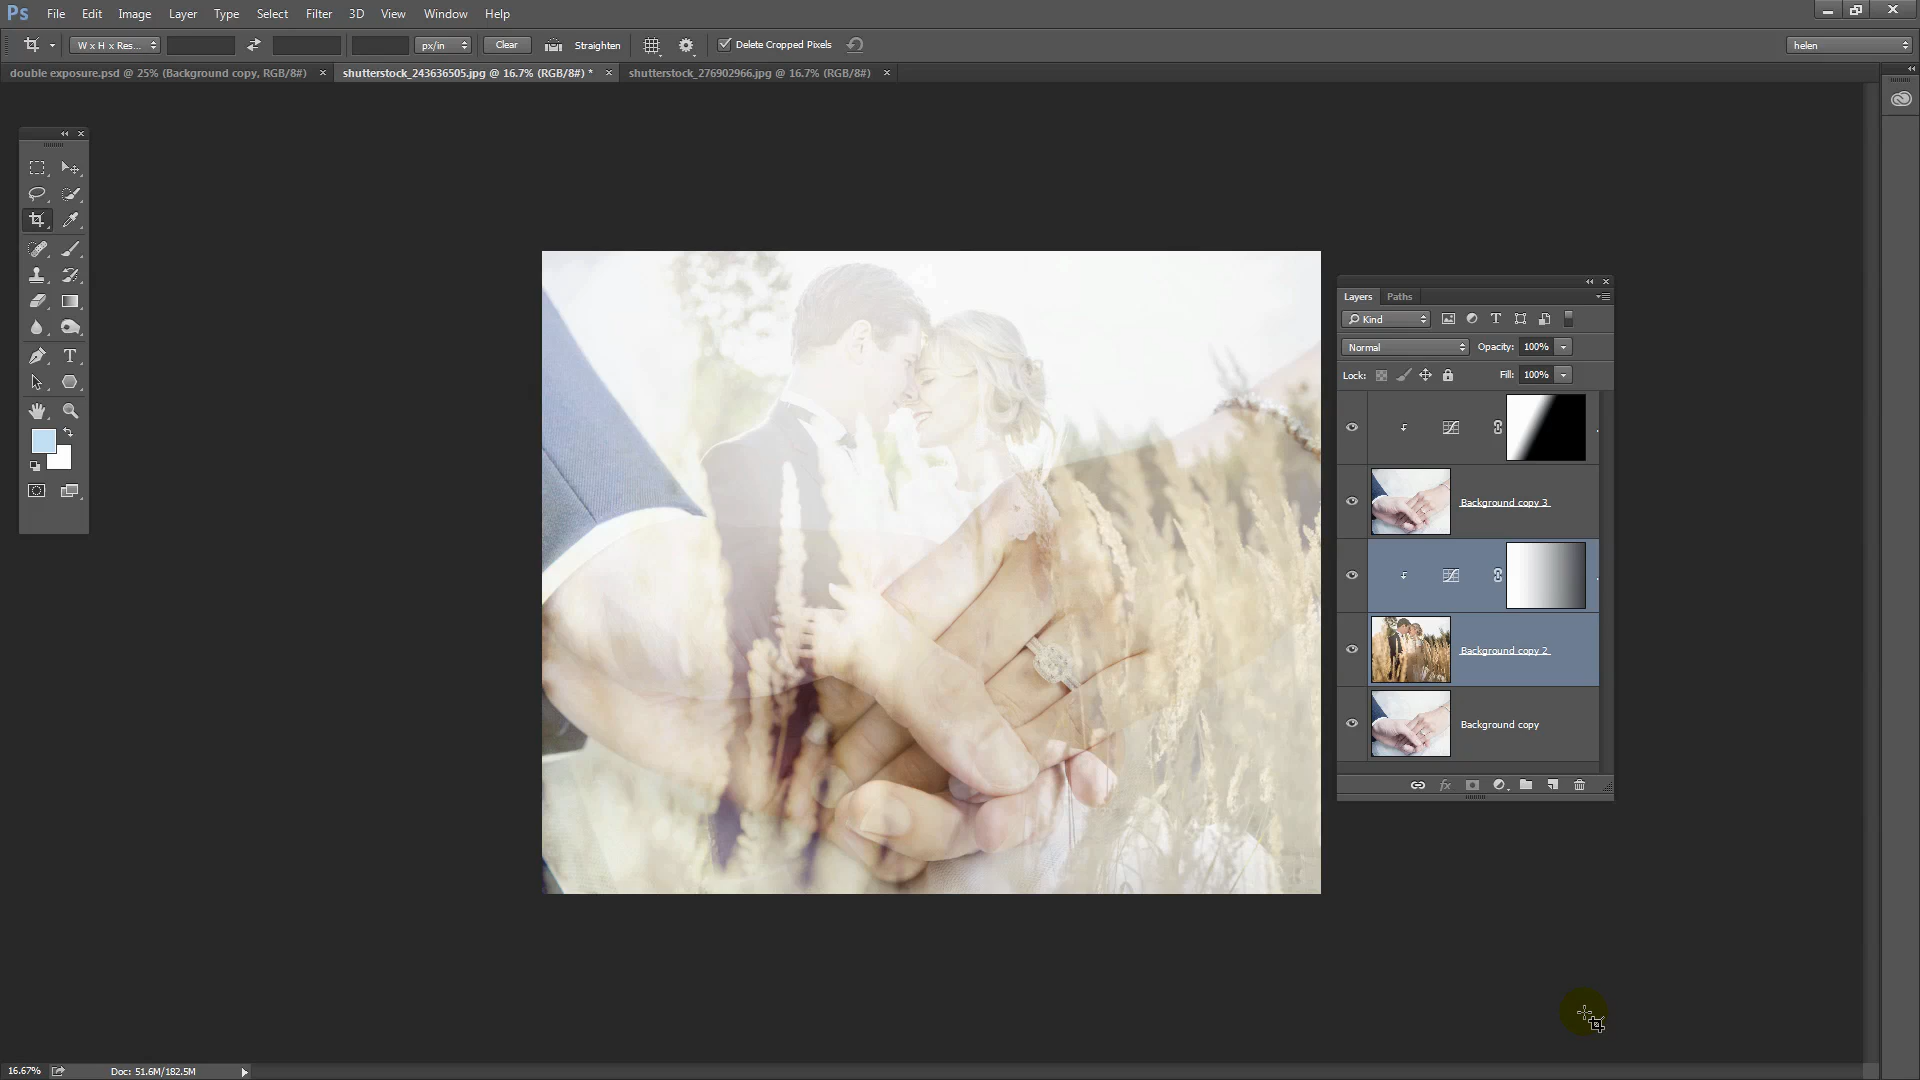 Ps File Edit Image Layer Type Select Filter 3D View Window Help
W x H x Res... px/in Clear Straighten Delete Cropped Pixels helen
double exposure.psd @ 25% (Background copy, RGB/8#) × shutterstock_243636505.jpg @ 16.7% (RGB/8#) * × shutterstock_276902966.jpg @ 16.7% (RGB/8#) ×
Layers Paths
Kind
Normal Opacity: 100%
Lock: Fill: 100%
Background copy 3
Background copy 2
Background copy
fx
16.67% Doc: 51.6M/182.5M